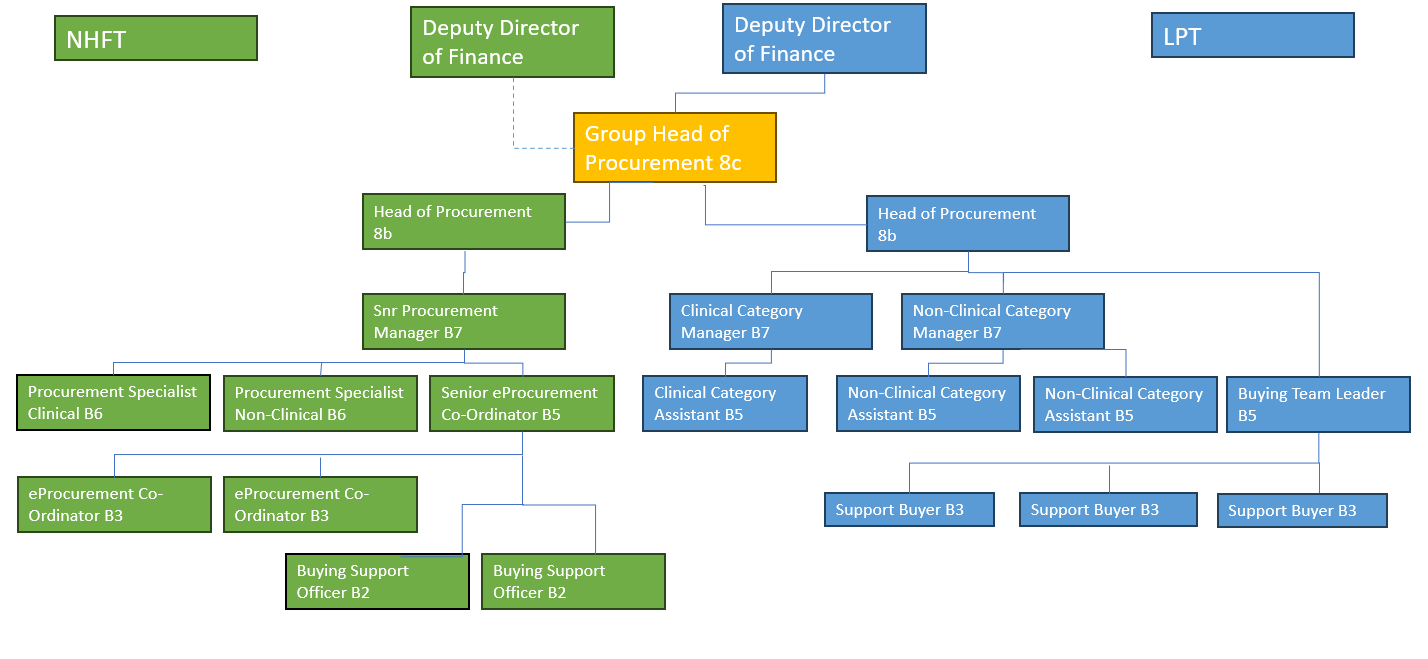 NHFT
Deputy Director
of Finance
Deputy Director
of Finance
LPT
Group Head of
Procurement 8c
Head of Procurement
8b
Head of Procurement
8b
Snr Procurement
Manager B7
Clinical Category
Manager B7
Non-Clinical Category
Manager B7
Procurement Specialist
Clinical B6
Procurement Specialist
Non-Clinical B6
Senior eProcurement
Co-Ordinator B5
Clinical Category
Assistant B5
Non-Clinical Category
Assistant B5
Non-Clinical Category
Assistant B5
Buying Team Leader
B5
eProcurement Co-
Ordinator B3
eProcurement Co-
Ordinator B3
Support Buyer B3
Support Buyer B3
Support Buyer B3
Buying Support
Officer B2
Buying Support
Officer B2